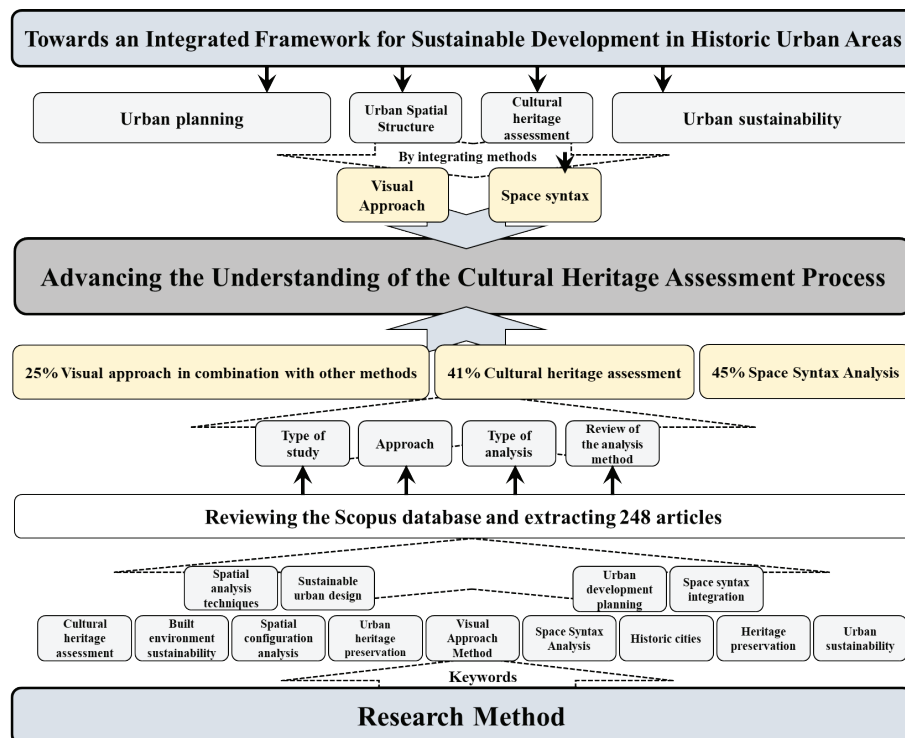 Towards an Integrated Framework for Sustainable Development in Historic Urban Areas
Urban planning
Urban Spatial
Structure
Cultural
heritage
assessment
Urban sustainability
By integrating methods
Visual
Approach
Space syntax
Advancing the Understanding of the Cultural Heritage Assessment Process
25% Visual approach in combination with other methods
41% Cultural heritage assessment
45% Space Syntax Analysis
Type of
study
Approach
Type of
analysis
Review of
the analysis
method
Reviewing the Scopus database and extracting 248 articles
Spatial
analysis
techniques
Sustainable
urban design
Urban
development
planning
Space syntax
integration
Cultural
heritage
assessment
Built
environment
sustainability
Spatial
configuration
analysis
Urban
heritage
preservation
Visual
Approach
Method
Space Syntax
Analysis
Historic cities
Heritage
preservation
Urban
sustainability
Keywords
Research Method